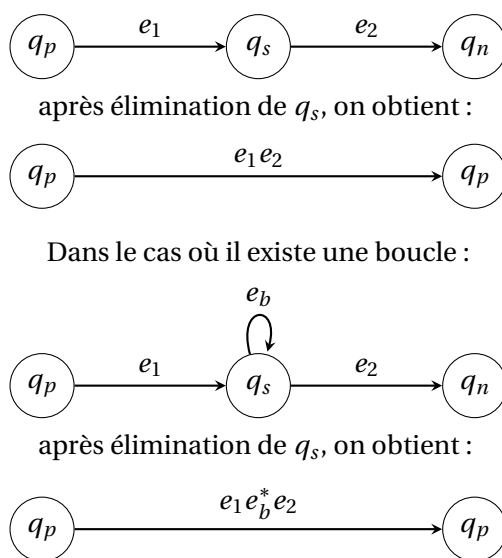 e_1 e_2
q_p q_s q_n
après élimination de q_s, on obtient :
e_1e_2
q_p q_p
Dans le cas où il existe une boucle :
e_b
e_1 e_2
q_p q_s q_n
après élimination de q_s, on obtient :
e_1e_b^*e_2
q_p q_p